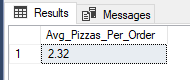 Results Messages
Avg_Pizzas_Per_Order
1 2.32